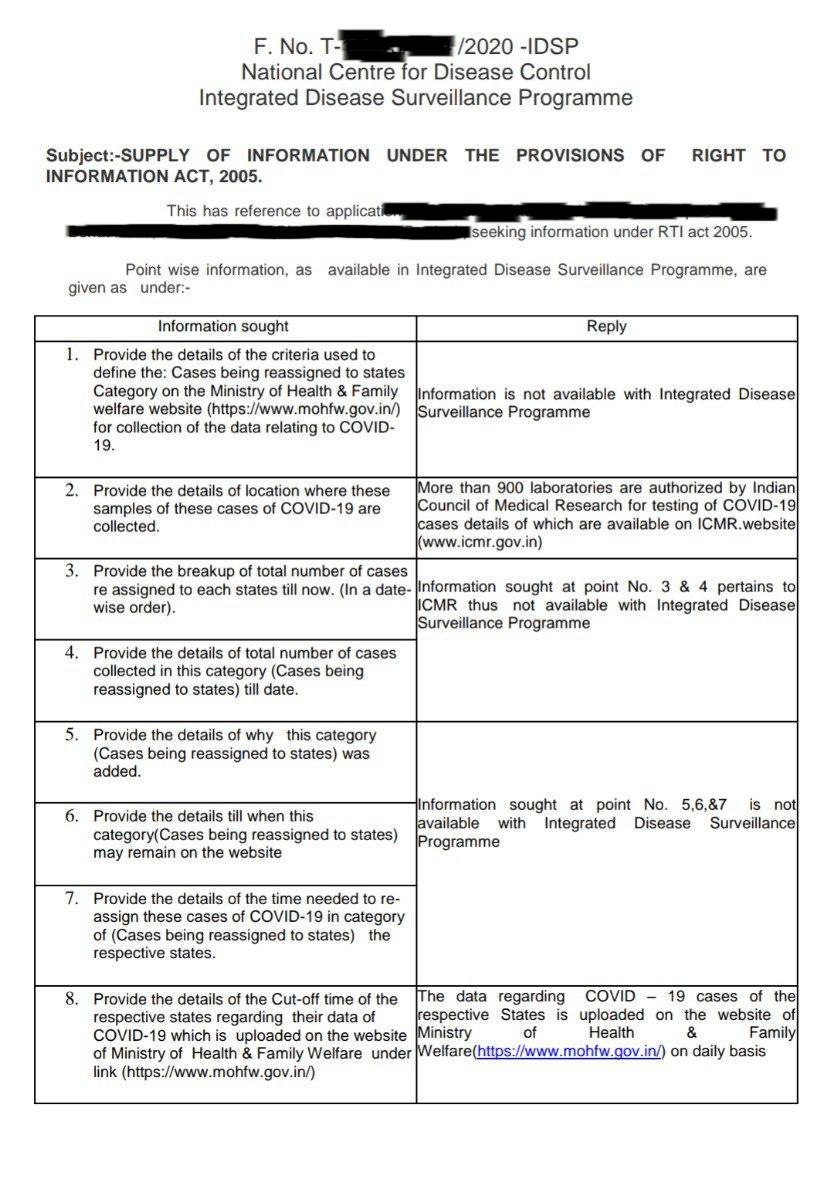 F. No. T- /2020 -IDSP
National Centre for Disease Control
Integrated Disease Surveillance Programme
Subject:-SUPPLY OF INFORMATION UNDER THE PROVISIONS OF RIGHT TO
INFORMATION ACT, 2005.
This has reference to applicati
seeking information under RTI act 2005.
Point wise information, as available in Integrated Disease Surveillance Programme, are
given as under:-
Information sought
Reply
1. Provide the details of the criteria used to
define the: Cases being reassigned to states
Category on the Ministry of Health & Family
welfare website (https://www.mohfw.gov.in/)
for collection of the data relating to COVID-
19.
Information is not available with Integrated Disease
Surveillance Programme
2. Provide the details of location where these
samples of these cases of COVID-19 are
collected.
More than 900 laboratories are authorized by Indian
Council of Medical Research for testing of COVID-19
cases details of which are available on ICMR.website
(www.icmr.gov.in)
3. Provide the breakup of total number of cases
re assigned to each states till now. (In a date-
wise order).
Information sought at point No. 3 & 4 pertains to
ICMR thus not available with Integrated Disease
Surveillance Programme
4. Provide the details of total number of cases
collected in this category (Cases being
reassigned to states) till date.
5. Provide the details of why this category
(Cases being reassigned to states) was
added.
Information sought at point No. 5,6,&7 is not
available with Integrated Disease Surveillance
Programme
6. Provide the details till when this
category(Cases being reassigned to states)
may remain on the website
7. Provide the details of the time needed to re-
assign these cases of COVID-19 in category
of (Cases being reassigned to states) the
respective states.
8. Provide the details of the Cut-off time of the
respective states regarding their data of
COVID-19 which is uploaded on the website
of Ministry of Health & Family Welfare under
link (https://www.mohfw.gov.in/)
The data regarding COVID – 19 cases of the
respective States is uploaded on the website of
Ministry of Health & Family
Welfare(https://www.mohfw.gov.in/) on daily basis